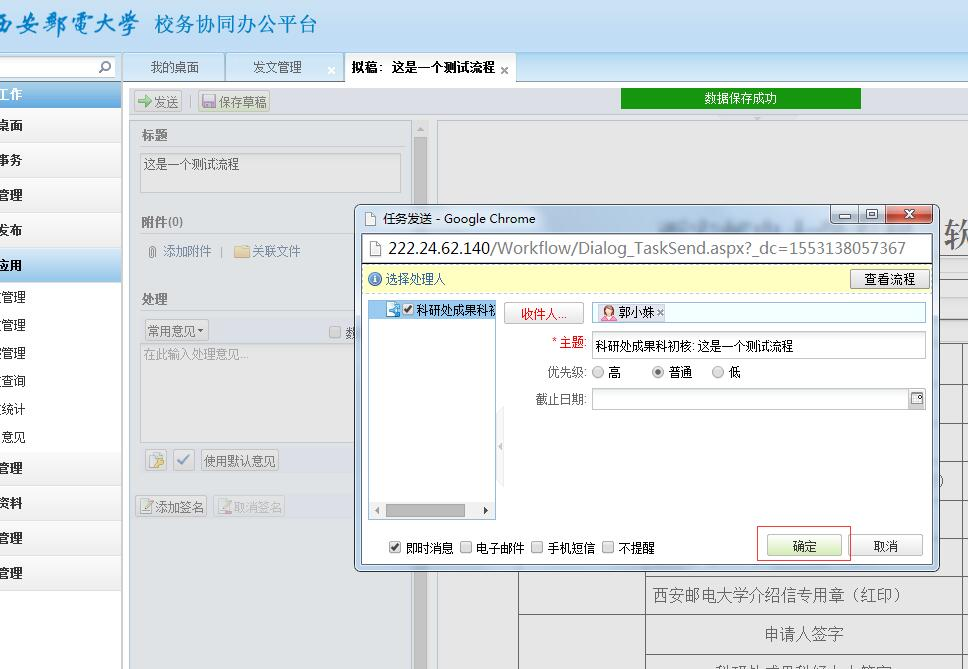 西安郵電大学 校务协同办公平台
我的桌面
发文管理
拟稿：这是一个测试流程
工作
桌面
事务
管理
发布
应用
管理
管理
管理
查询
统计
意见
管理
资料
管理
管理
发送
保存草稿
数据保存成功
标题
这是一个测试流程
附件(0)
添加附件 | 关联文件
处理
常用意见
在此输入处理意见...
使用默认意见
添加签名 取消签名
任务发送 - Google Chrome
222.24.62.140/Workflow/Dialog_TaskSend.aspx?_dc=1553138057367
选择处理人
查看流程
科研处成果科初
收件人...
郭小姝
* 主题:
科研处成果科初核: 这是一个测试流程
优先级: 高 普通 低
截止日期:
即时消息 电子邮件 手机短信 不提醒
确定 取消
软
西安邮电大学介绍信专用章（红印）
申请人签字